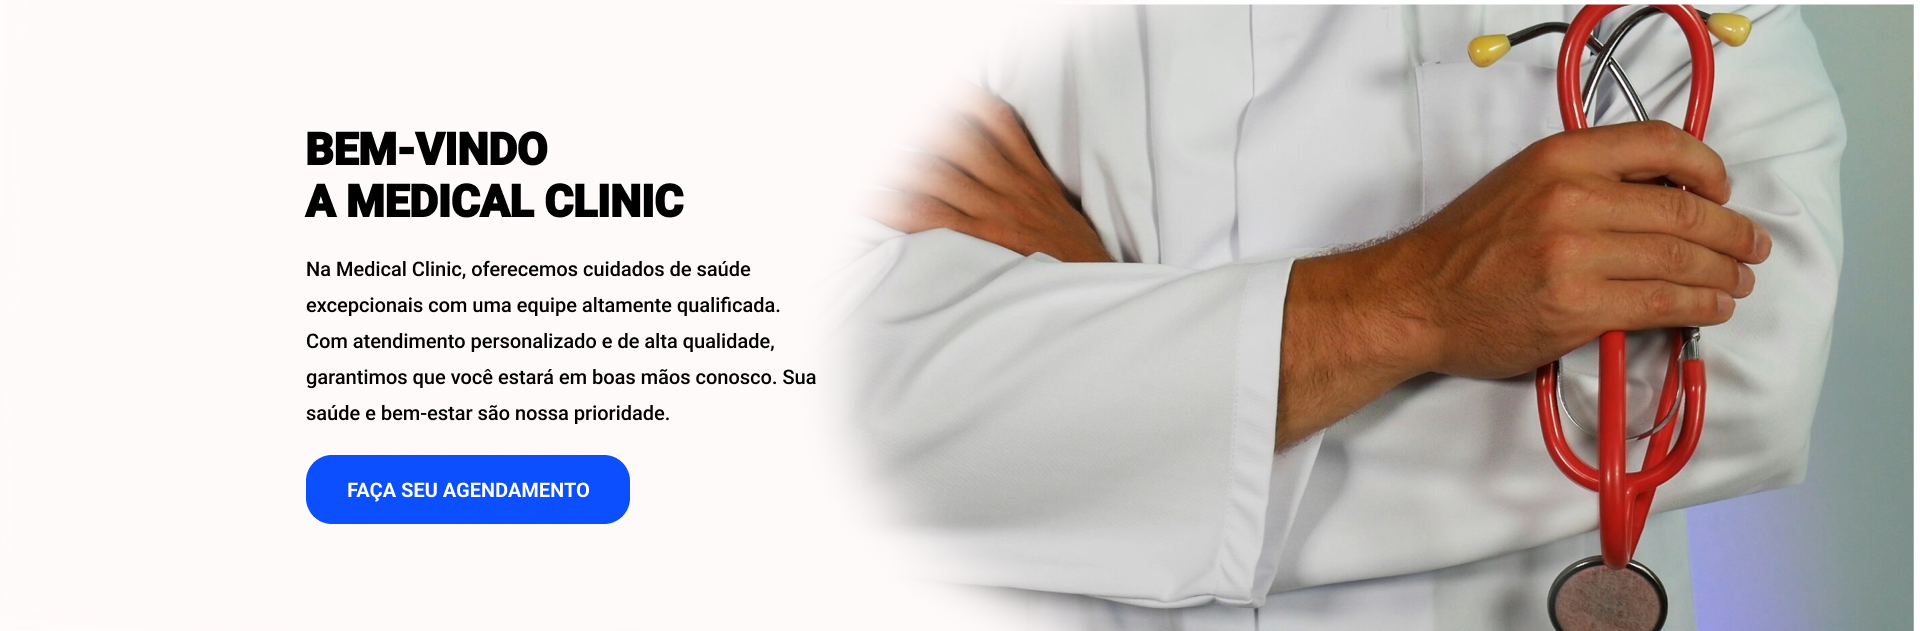 BEM-VINDO
A MEDICAL CLINIC
Na Medical Clinic, oferecemos cuidados de saúde
excepcionais com uma equipe altamente qualificada.
Com atendimento personalizado e de alta qualidade,
garantimos que você estará em boas mãos conosco. Sua
saúde e bem-estar são nossa prioridade.
FAÇA SEU AGENDAMENTO